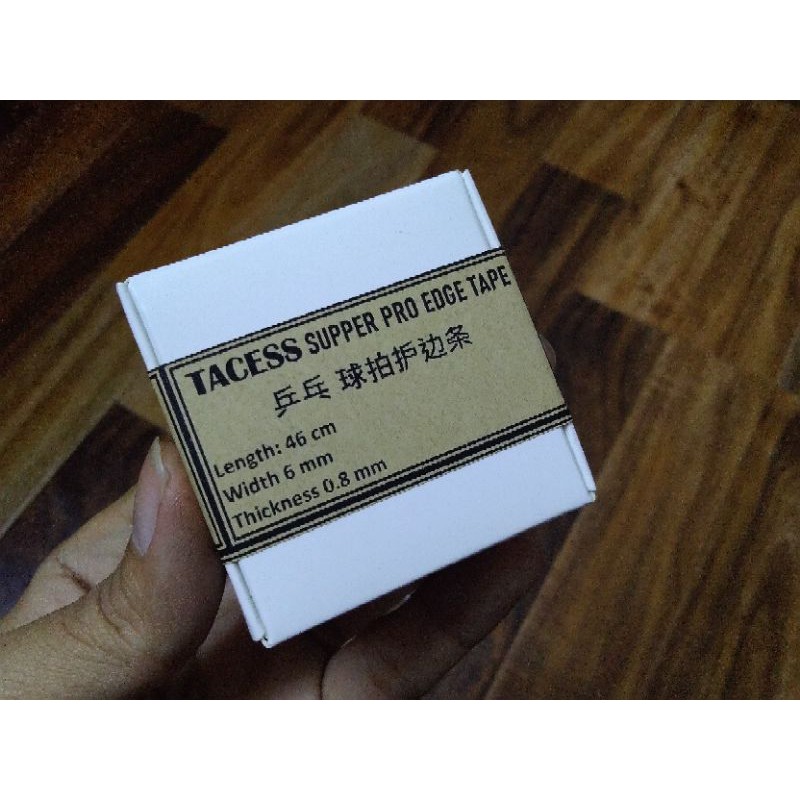 TACESS SUPPER PRO EDGE TAPE
乒乓 球拍护边条
Length: 46 cm
Width 6 mm
Thickness 0.8 mm